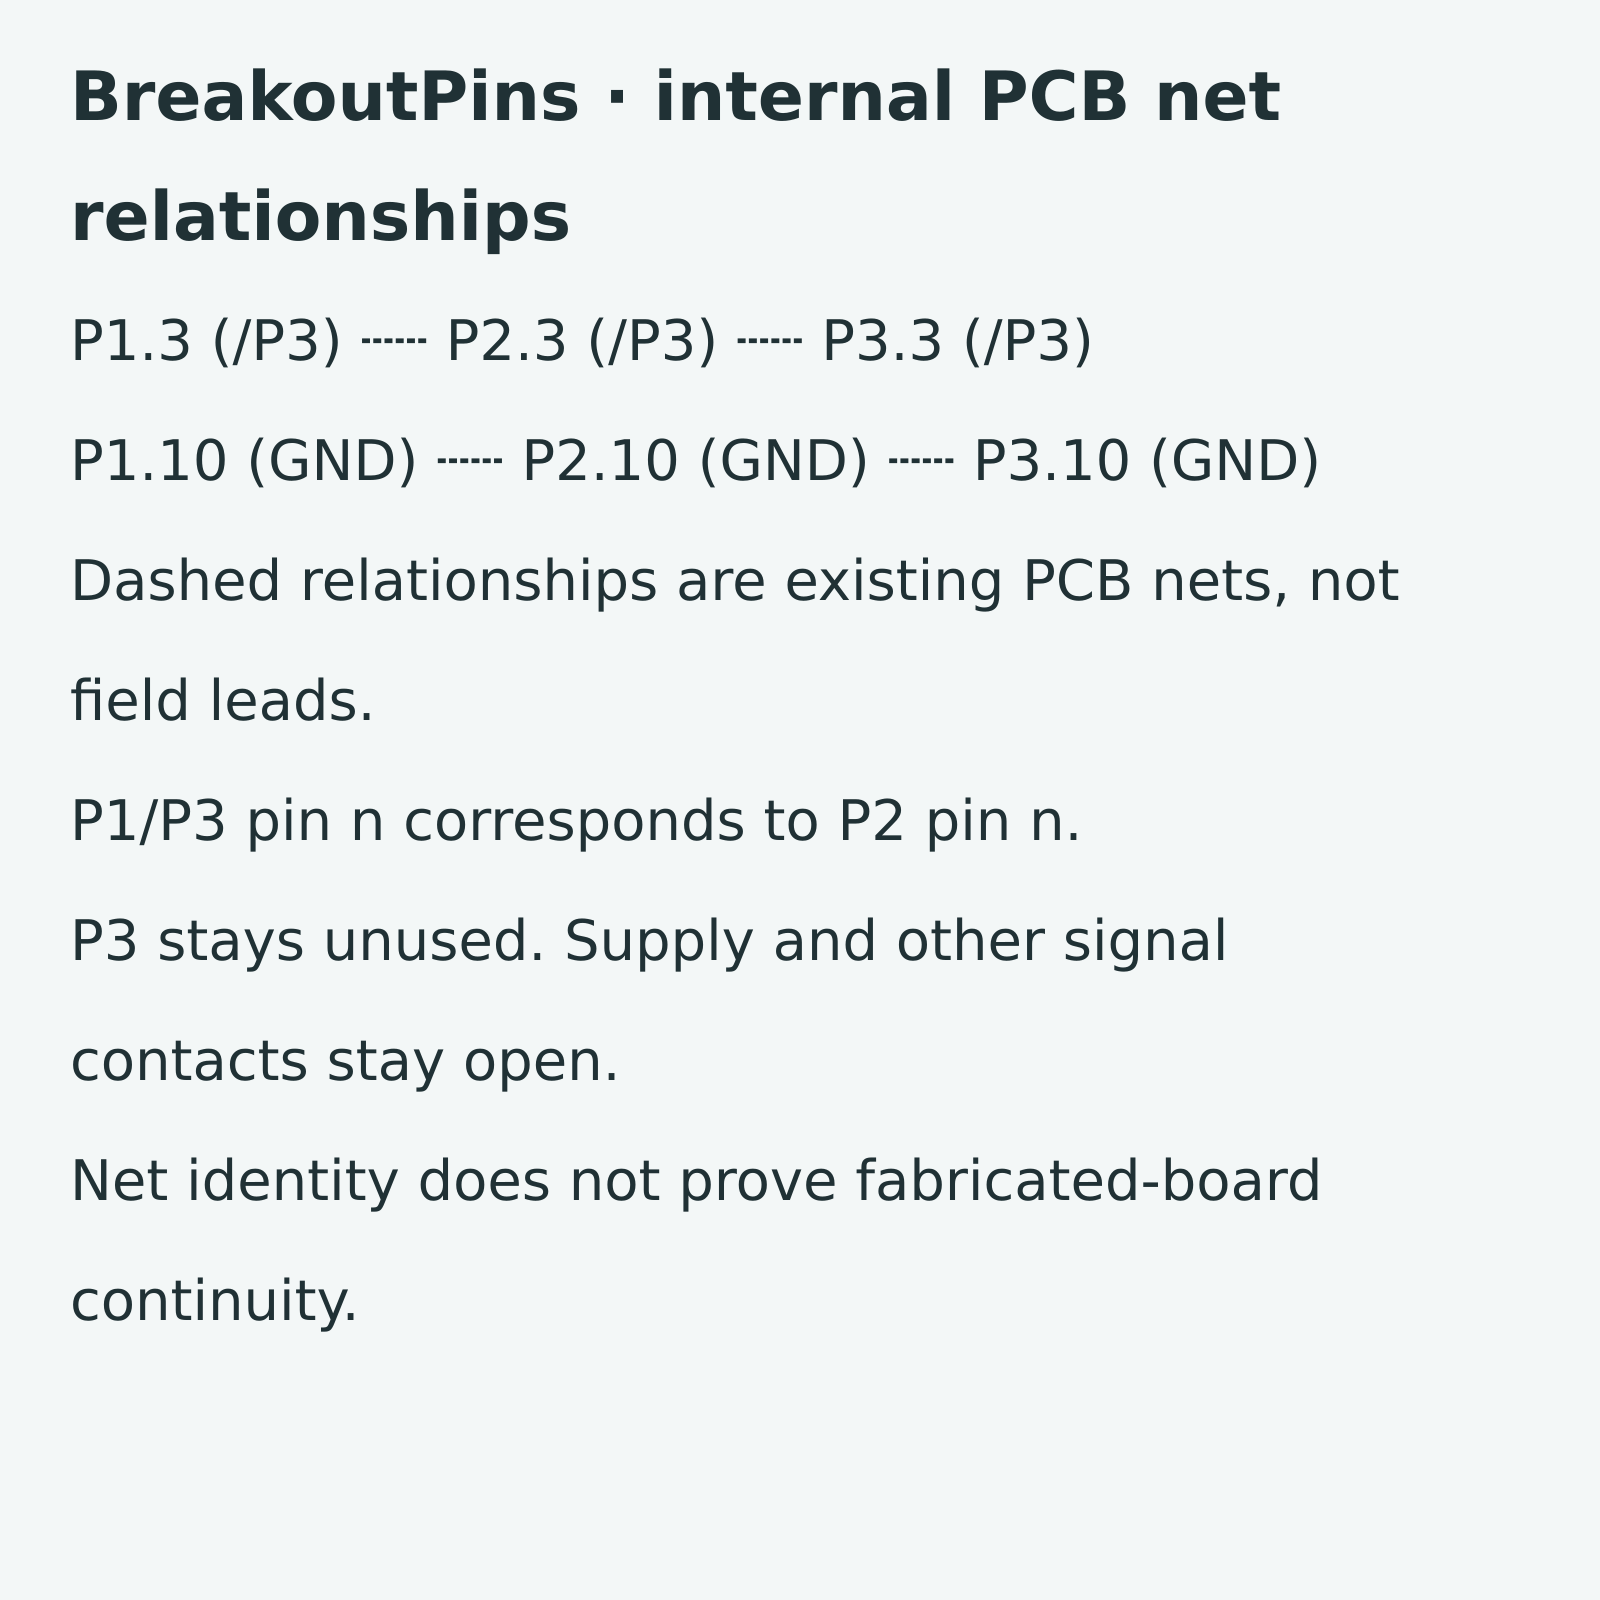 BreakoutPins · internal PCB net
relationships
P1.3 (/P3) ┄┄ P2.3 (/P3) ┄┄ P3.3 (/P3)
P1.10 (GND) ┄┄ P2.10 (GND) ┄┄ P3.10 (GND)
Dashed relationships are existing PCB nets, not
field leads.
P1/P3 pin n corresponds to P2 pin n.
P3 stays unused. Supply and other signal
contacts stay open.
Net identity does not prove fabricated-board
continuity.